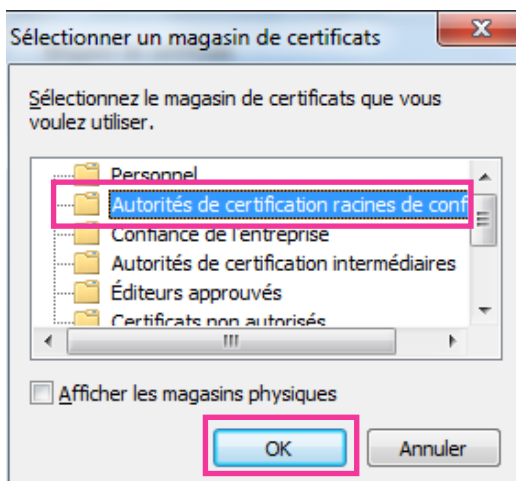 Sélectionner un magasin de certificats
Sélectionnez le magasin de certificats que vous
voulez utiliser.
Personnel
Autorités de certification racines de conf
Confiance de l'entreprise
Autorités de certification intermédiaires
Éditeurs approuvés
Certificats non autorisés
Afficher les magasins physiques
OK
Annuler